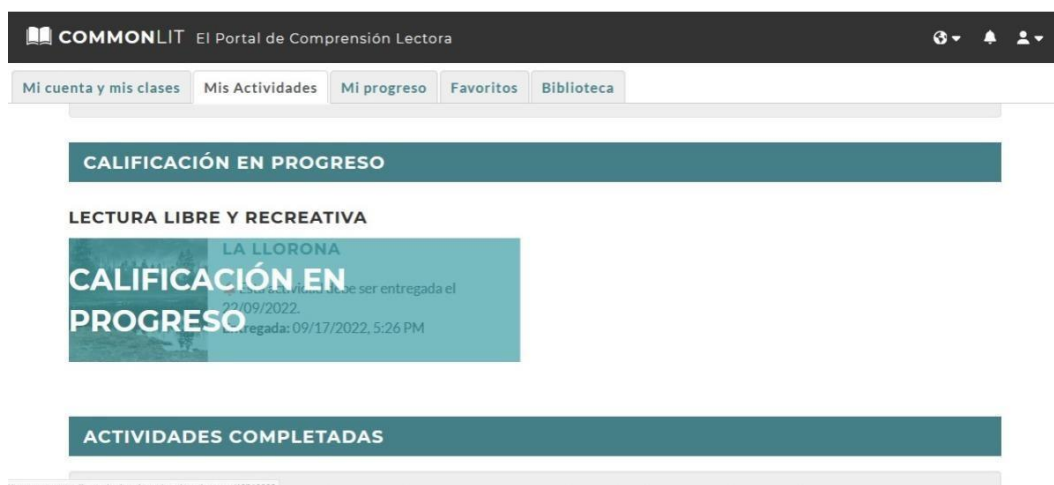 COMMONLIT El Portal de Comprensión Lectora
Mi cuenta y mis clases Mis Actividades Mi progreso Favoritos Biblioteca
CALIFICACIÓN EN PROGRESO
LECTURA LIBRE Y RECREATIVA
LA LLORONA
CALIFICACIÓN EN
PROGRESO
debe ser entregada el
22/09/2022.
Entregada: 09/17/2022, 5:26 PM
ACTIVIDADES COMPLETADAS